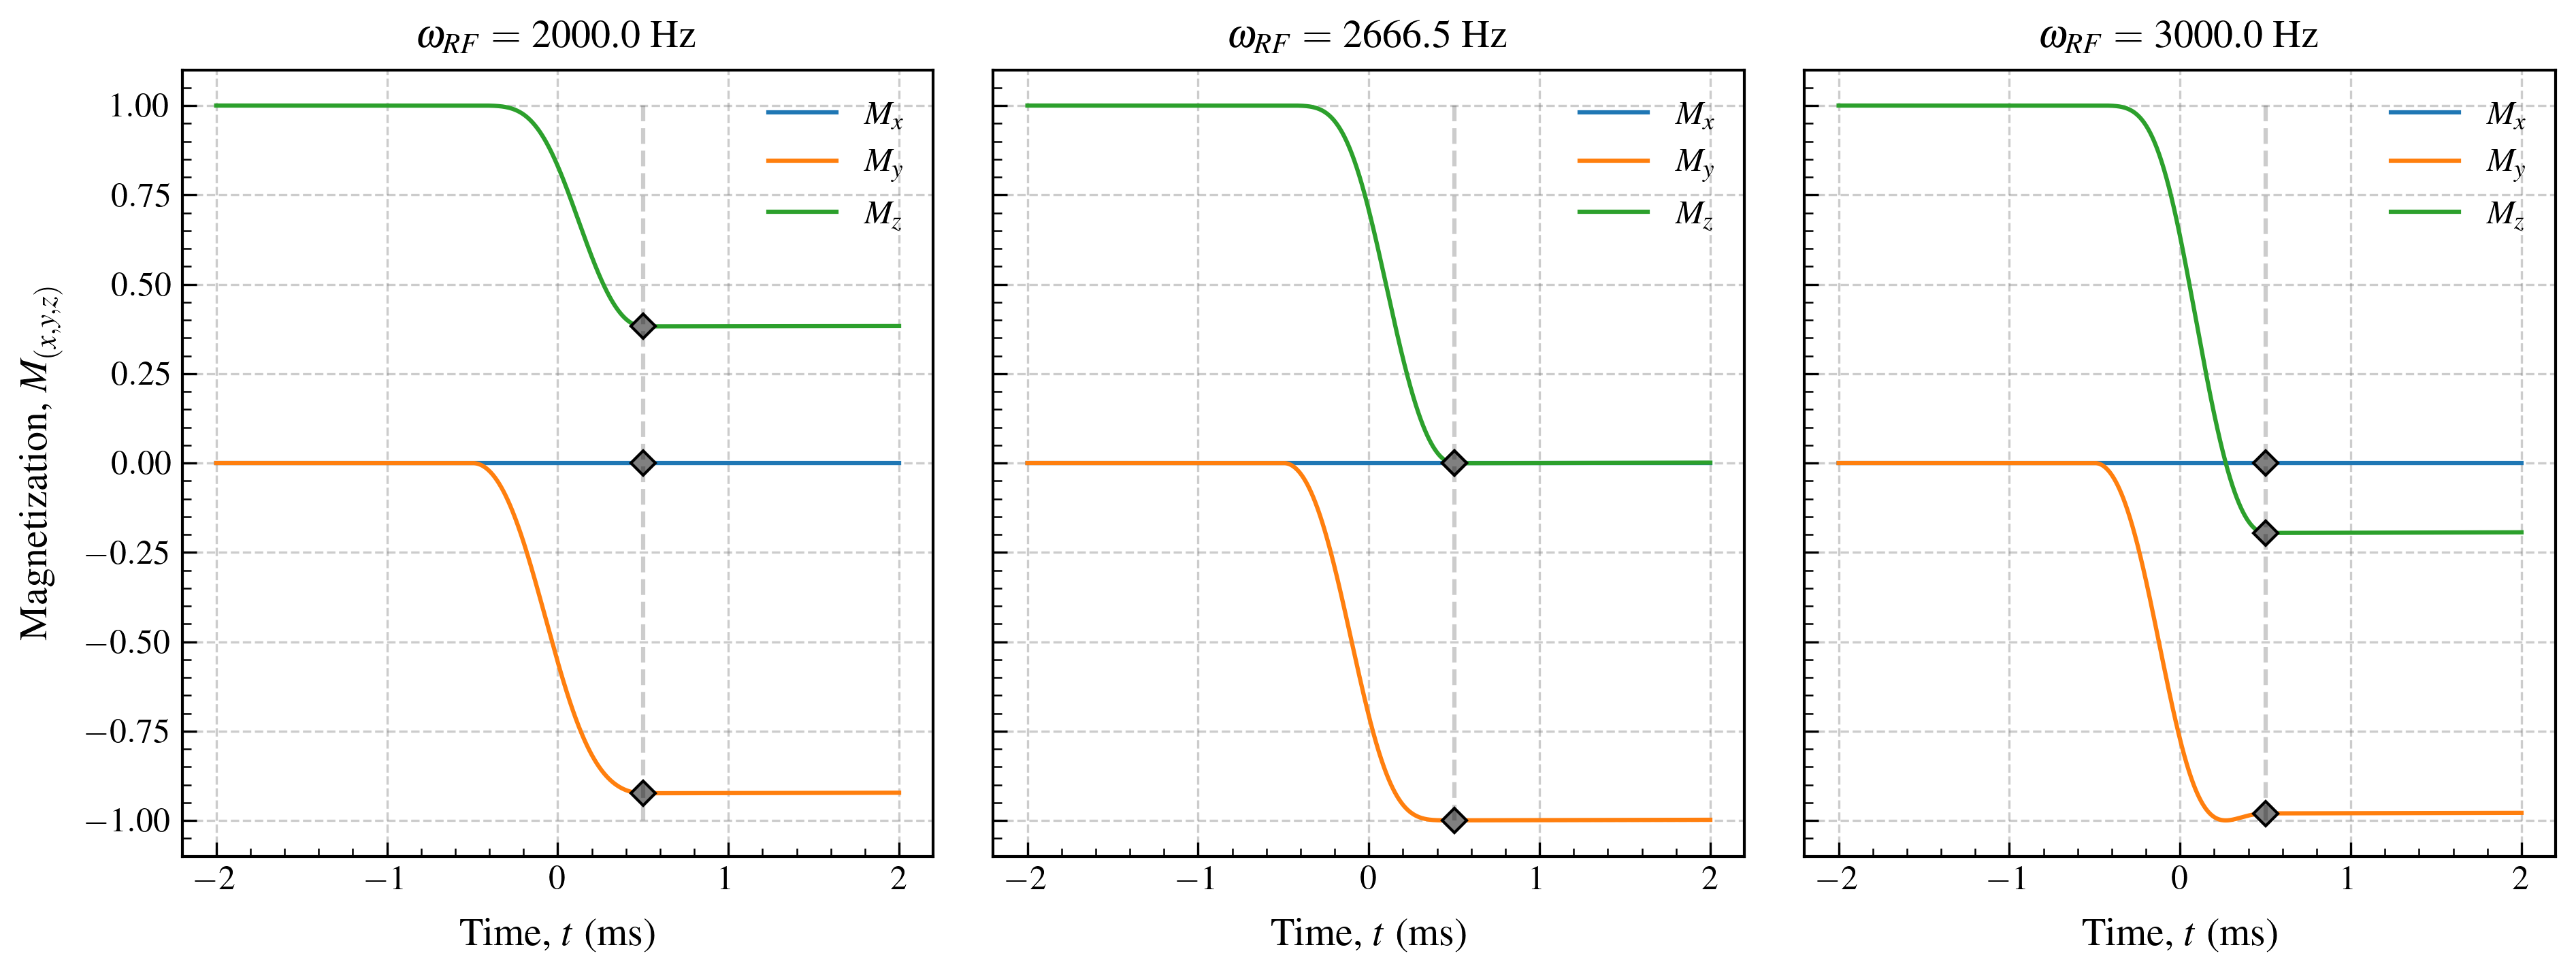 ω_RF = 2000.0 Hz
ω_RF = 2666.5 Hz
ω_RF = 3000.0 Hz
Magnetization, M_(x,y,z)
1.00
0.75
0.50
0.25
0.00
−0.25
−0.50
−0.75
−1.00
M_x
M_y
M_z
M_x
M_y
M_z
M_x
M_y
M_z
−2 −1 0 1 2
−2 −1 0 1 2
−2 −1 0 1 2
Time, t (ms)
Time, t (ms)
Time, t (ms)